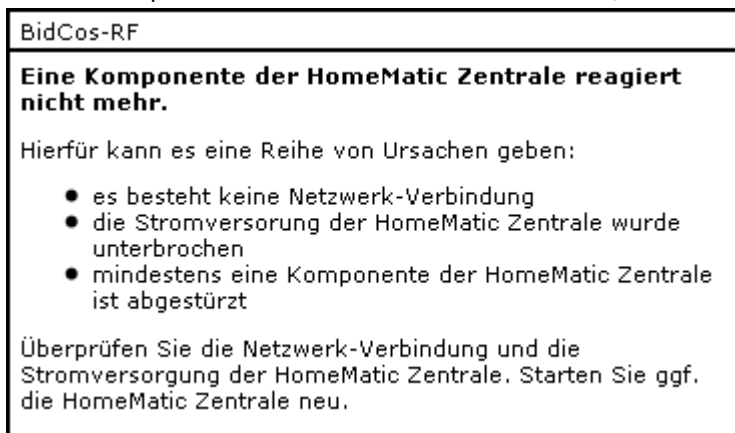 BidCos-RF
Eine Komponente der HomeMatic Zentrale reagiert
nicht mehr.
Hierfür kann es eine Reihe von Ursachen geben:
● es besteht keine Netzwerk-Verbindung
● die Stromversorung der HomeMatic Zentrale wurde
unterbrochen
● mindestens eine Komponente der HomeMatic Zentrale
ist abgestürzt
Überprüfen Sie die Netzwerk-Verbindung und die
Stromversorgung der HomeMatic Zentrale. Starten Sie ggf.
die HomeMatic Zentrale neu.